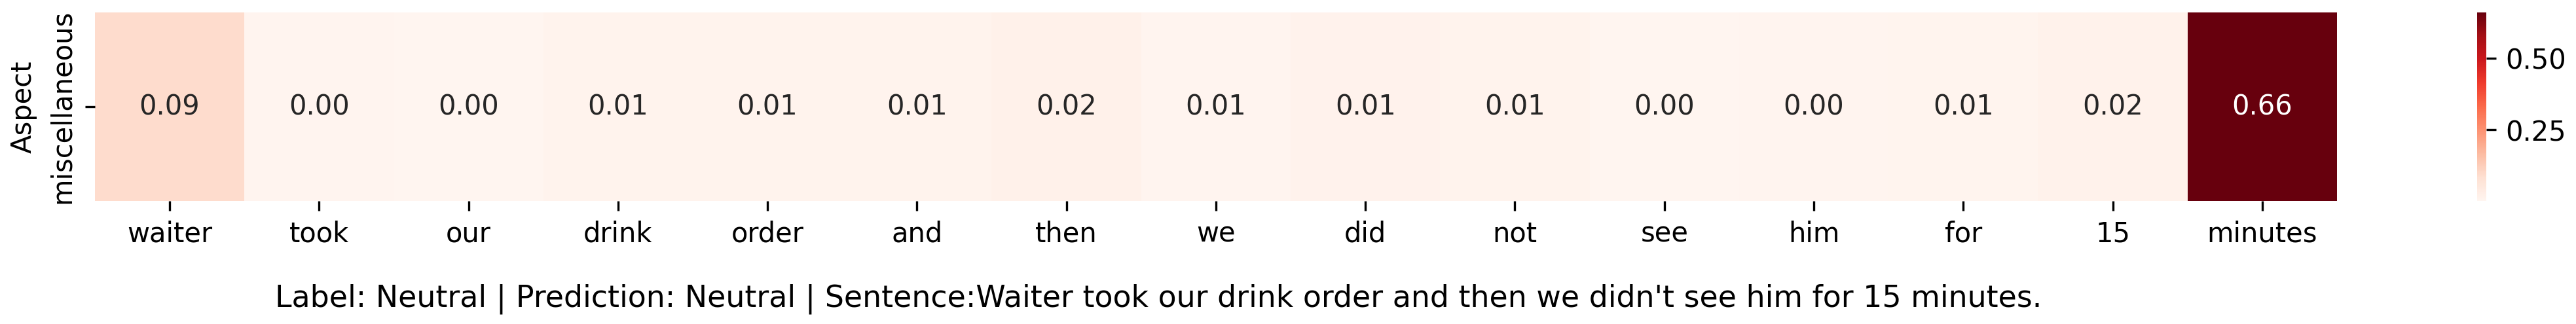 Aspect
miscellaneous
0.09 0.00 0.00 0.01 0.01 0.01 0.02 0.01 0.01 0.01 0.00 0.00 0.01 0.02 0.66
0.50
0.25
waiter took our drink order and then we did not see him for 15 minutes
Label: Neutral | Prediction: Neutral | Sentence:Waiter took our drink order and then we didn't see him for 15 minutes.